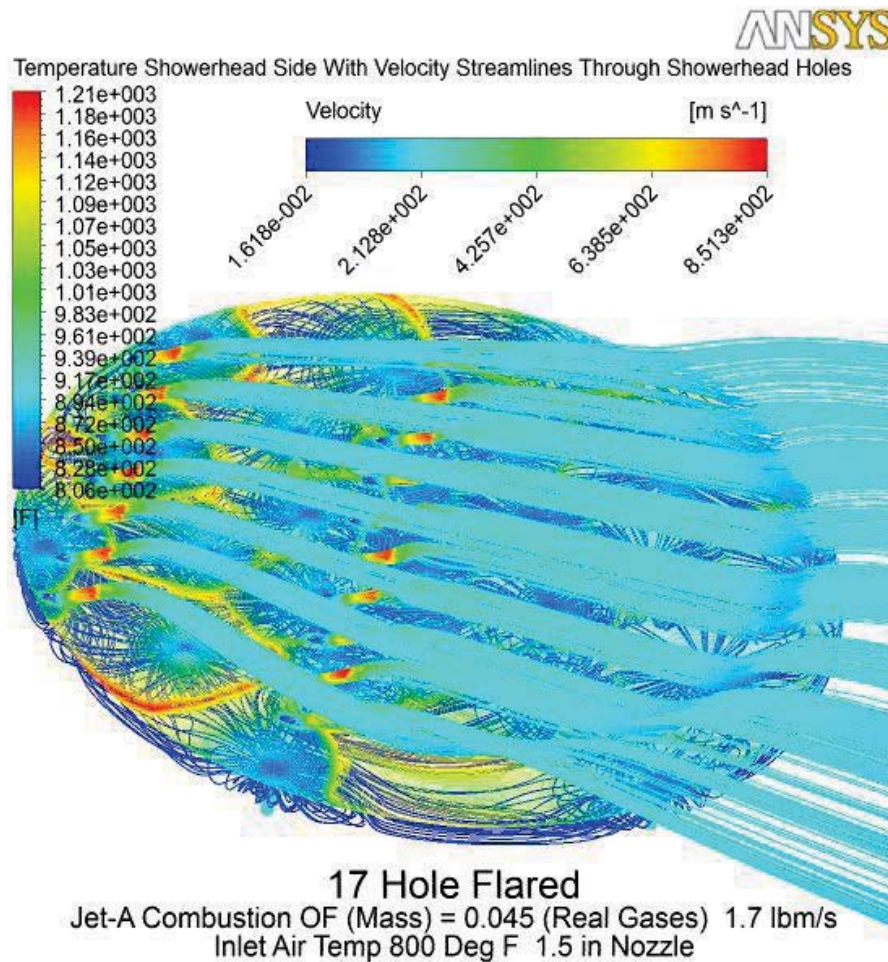 ANSYS
Temperature Showerhead Side With Velocity Streamlines Through Showerhead Holes
1.21e+003
1.18e+003
1.16e+003
1.14e+003
1.12e+003
1.09e+003
1.07e+003
1.05e+003
1.03e+003
1.01e+003
9.83e+002
9.61e+002
9.39e+002
9.17e+002
8.94e+002
8.72e+002
8.50e+002
8.28e+002
8.06e+002
[F]
Velocity [m s^-1]
1.618e-002 2.128e+002 4.257e+002 6.385e+002 8.513e+002
17 Hole Flared
Jet-A Combustion OF (Mass) = 0.045 (Real Gases) 1.7 lbm/s
Inlet Air Temp 800 Deg F 1.5 in Nozzle